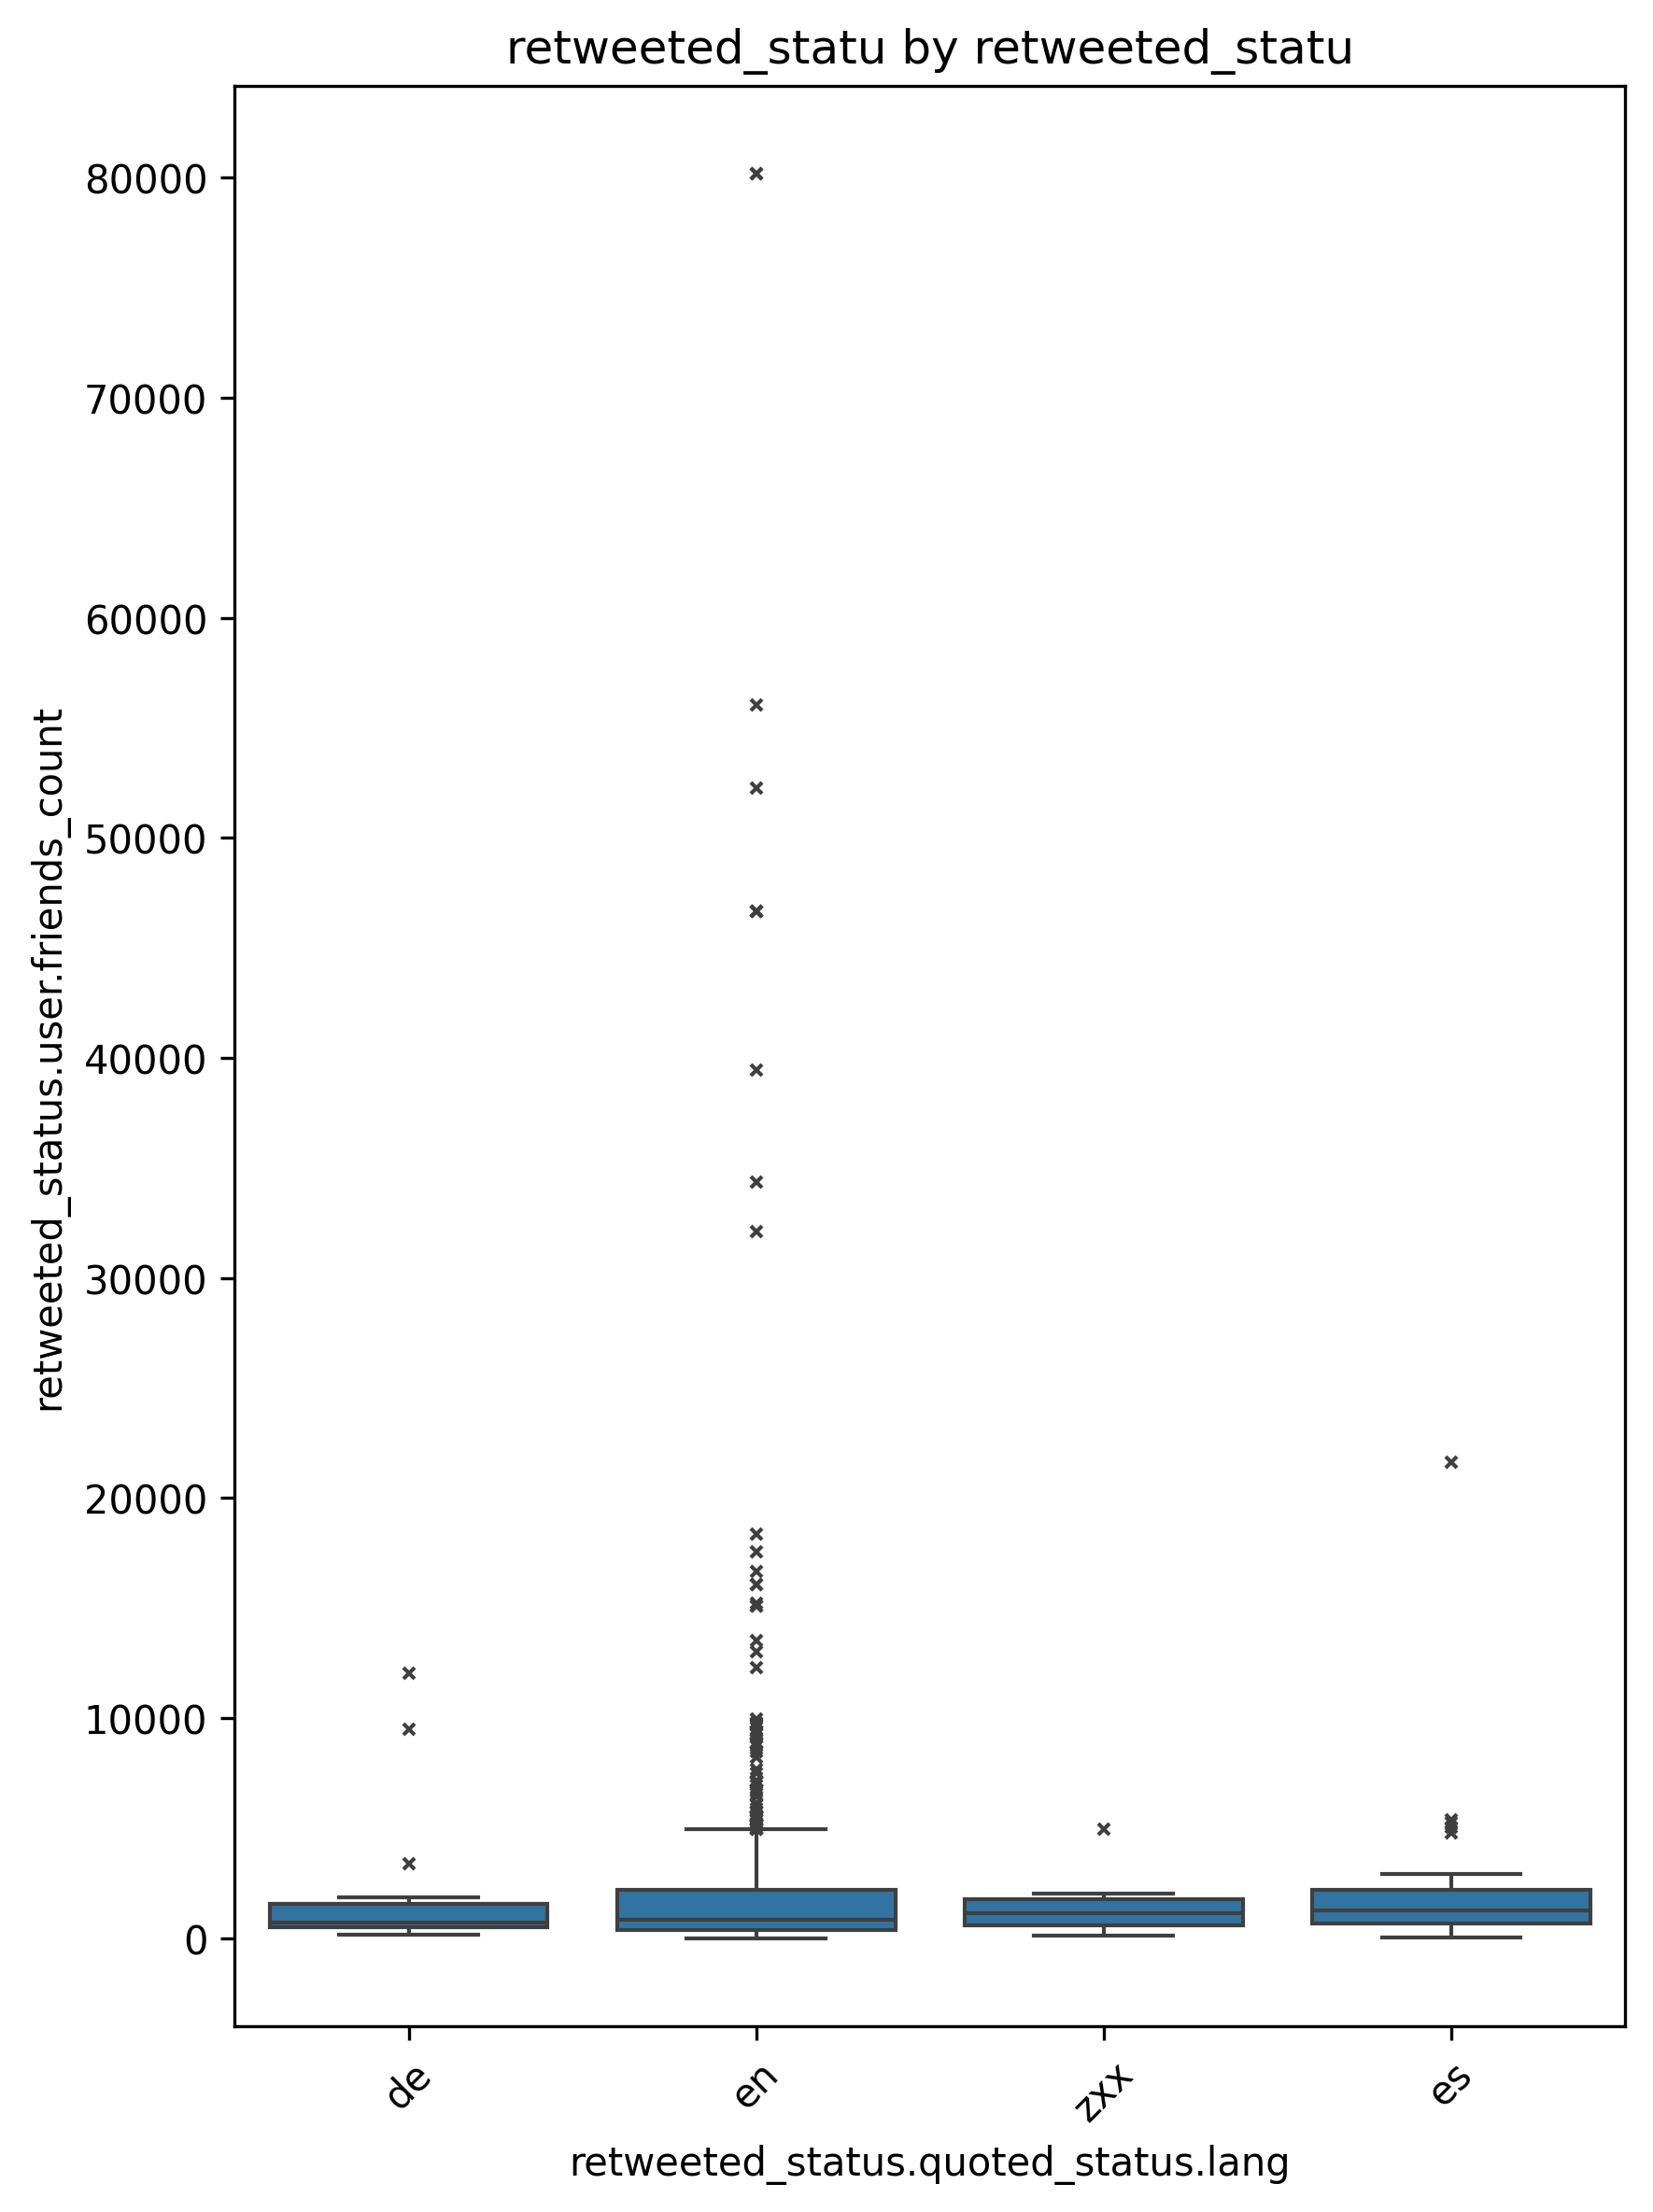 retweeted_statu by retweeted_statu
retweeted_status.user.friends_count
80000
70000
60000
50000
40000
30000
20000
10000
0
de
en
zxx
es
retweeted_status.quoted_status.lang